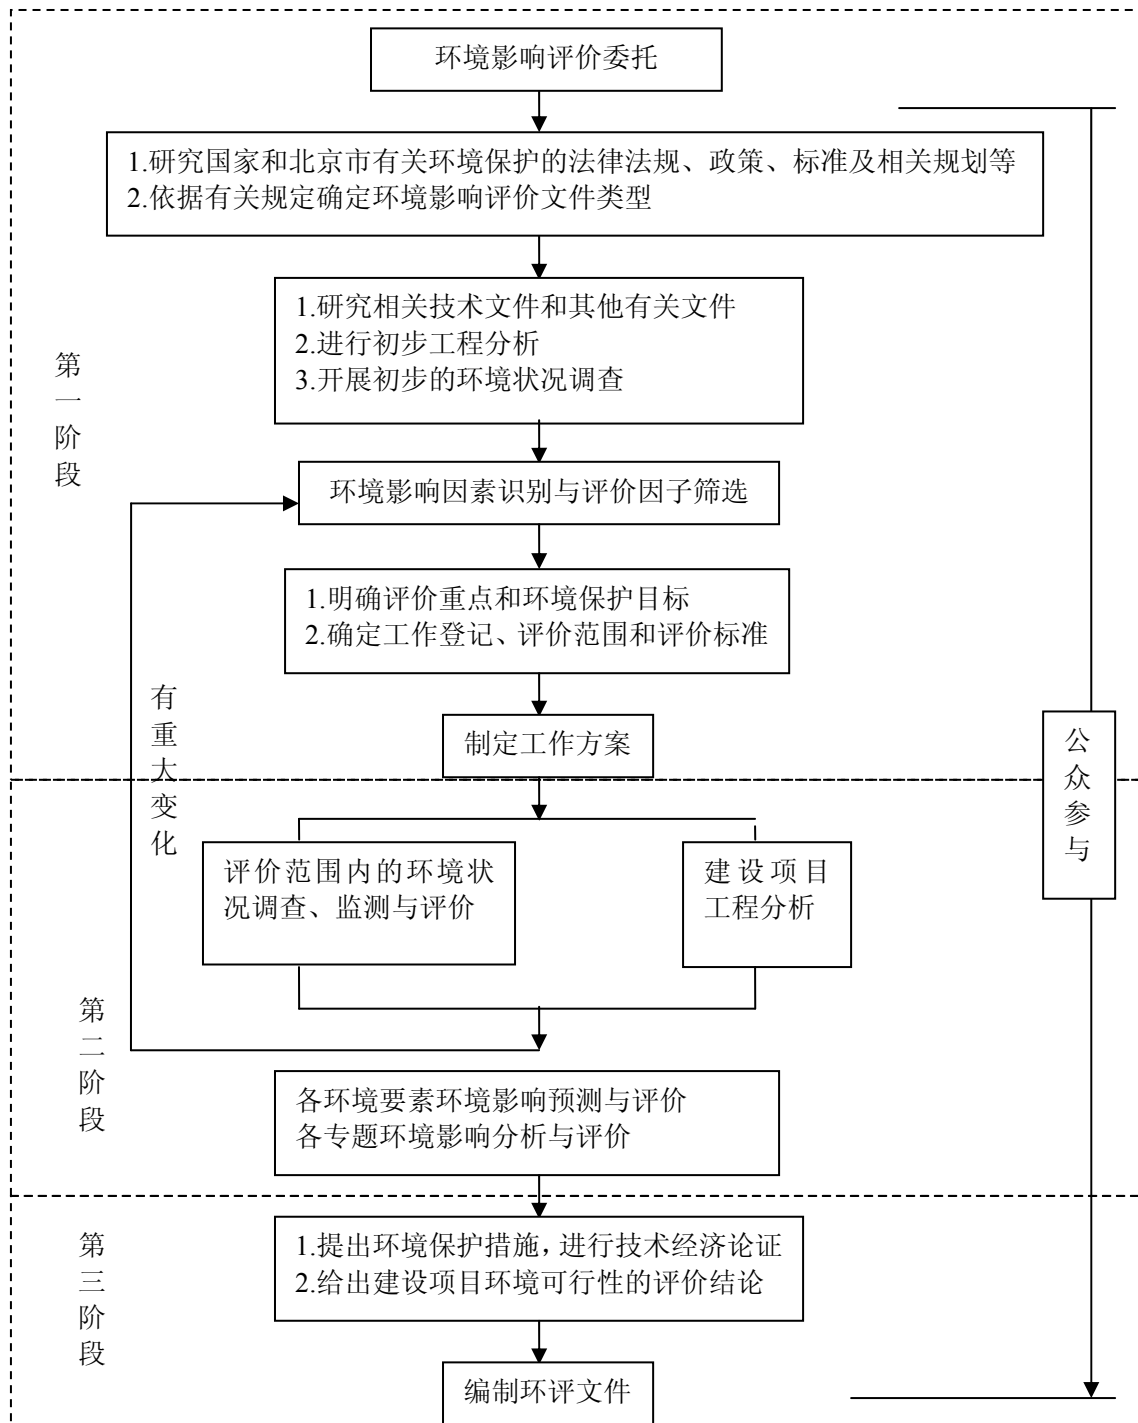 环境影响评价委托
1.研究国家和北京市有关环境保护的法律法规、政策、标准及相关规划等
2.依据有关规定确定环境影响评价文件类型
1.研究相关技术文件和其他有关文件
2.进行初步工程分析
3.开展初步的环境状况调查
第一阶段
环境影响因素识别与评价因子筛选
1.明确评价重点和环境保护目标
2.确定工作登记、评价范围和评价标准
有重大变化
制定工作方案
公众参与
评价范围内的环境状
况调查、监测与评价
建设项目
工程分析
第二阶段
各环境要素环境影响预测与评价
各专题环境影响分析与评价
第三阶段
1.提出环境保护措施,进行技术经济论证
2.给出建设项目环境可行性的评价结论
编制环评文件